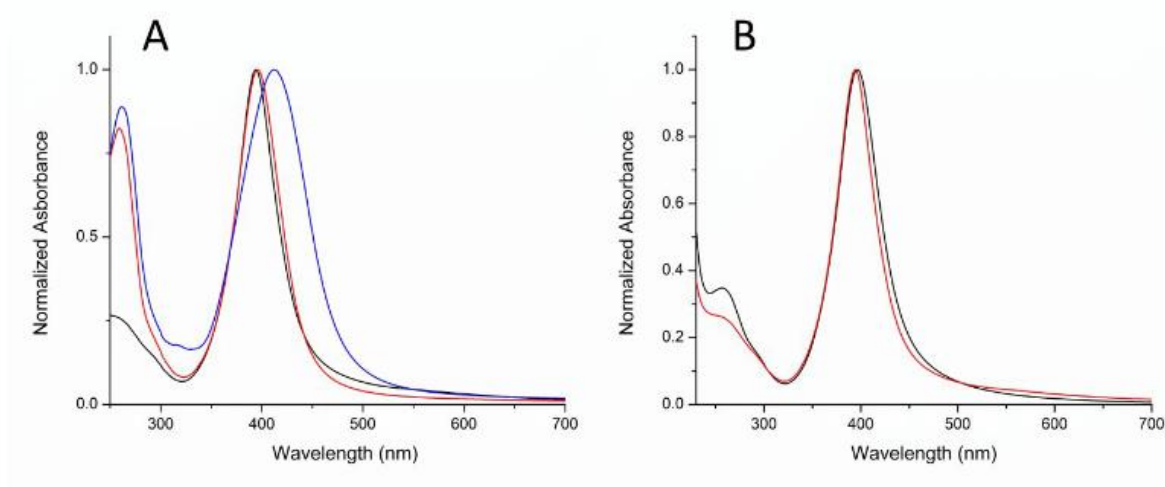 A
1.0
0.5
0.0
Normalized Asborbance
300 400 500 600 700
Wavelength (nm)
B
1.0
0.8
0.6
0.4
0.2
0.0
Normalized Absorbance
300 400 500 600 700
Wavelength (nm)